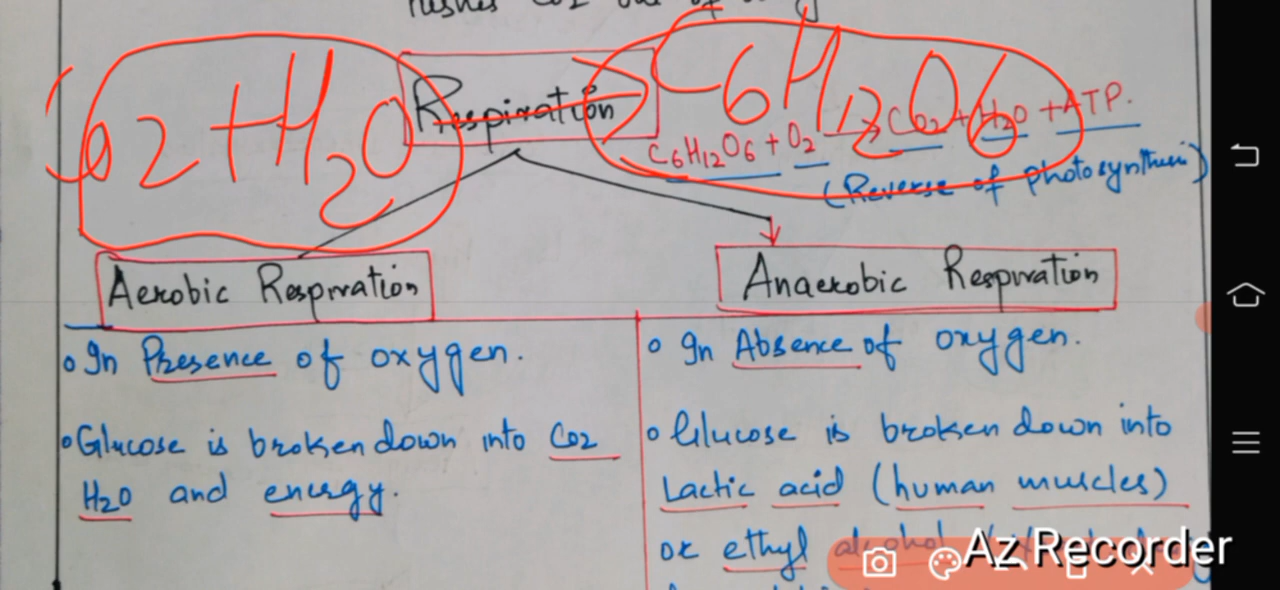 Respiration
CO2 + H2O → C6H12O6
C6H12O6 + O2 → CO2 + H2O + ATP.
(Reverse of photosynthesis)
Aerobic Respiration
Anaerobic Respiration
• In Presence of oxygen.
• Glucose is broken down into CO2
H2O and energy.
• In Absence of oxygen.
• Glucose is broken down into
Lactic acid (human muscles)
or ethyl alcohol
Az Recorder